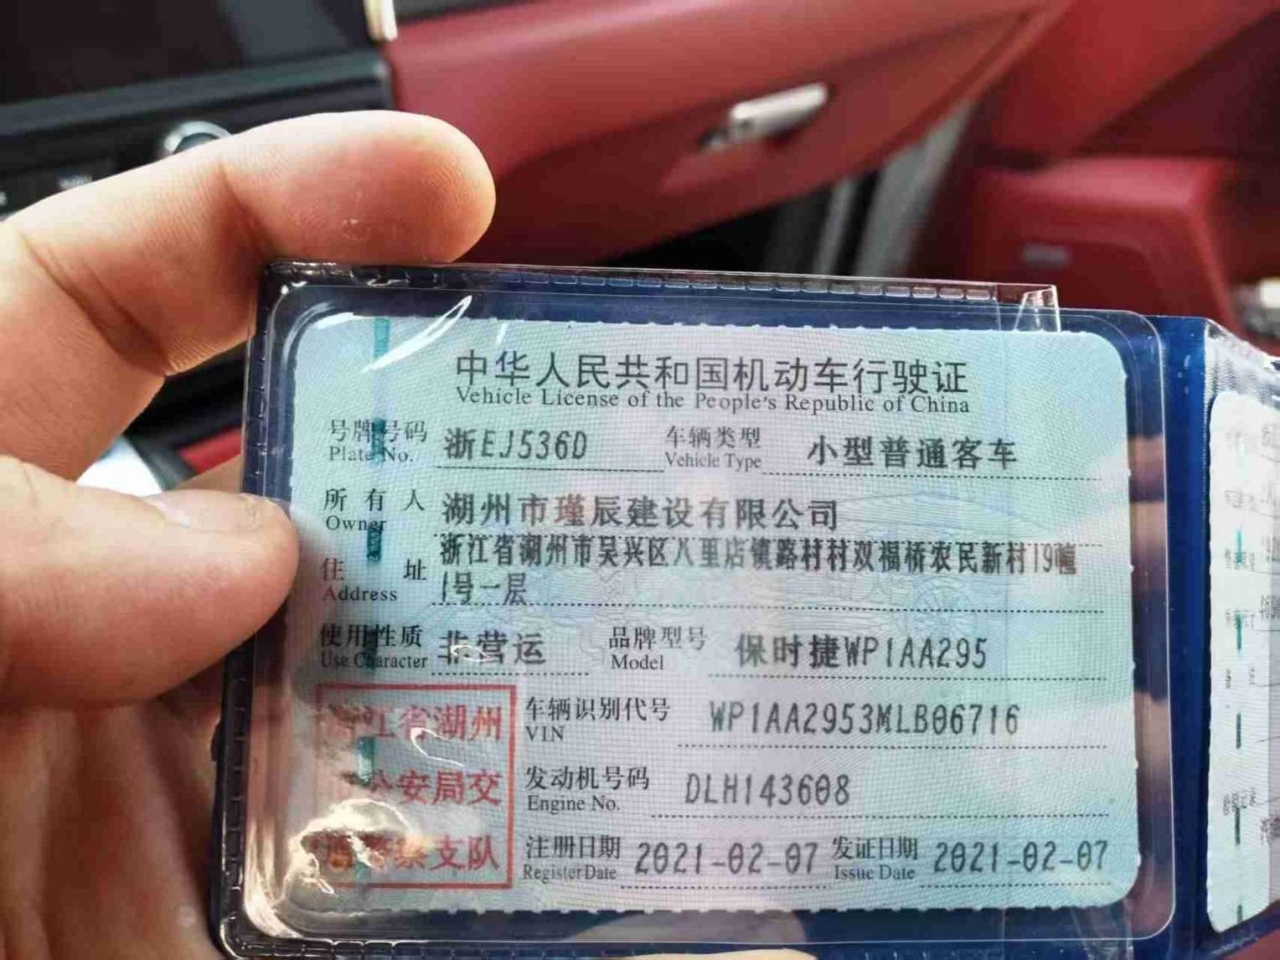 中华人民共和国机动车行驶证
Vehicle License of the People's Republic of China
号牌号码 浙EJ536D 车辆类型 小型普通客车
Plate No. Vehicle Type
所有人 湖州市瑾辰建设有限公司
Owner
浙江省湖州市吴兴区八里店镇路村村双福桥农民新村19幢
住址 1号一层
Address
使用性质 非营运 品牌型号 保时捷WP1AA295
Use Character Model
江省湖州 车辆识别代号 WP1AA2953MLB06716
VIN
公安局交 发动机号码 DLH143608
Engine No.
警察支队 注册日期 2021-02-07 发证日期 2021-02-07
Register Date Issue Date